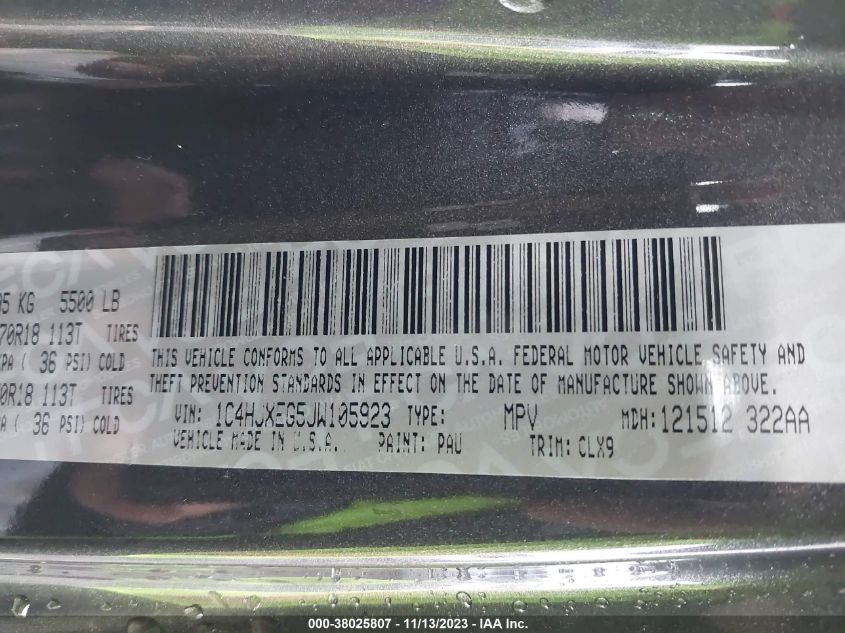 95 KG 5500 LB
70R18 113T TIRES
KPA ( 36 PSI) COLD
70R18 113T TIRES
PA ( 36 PSI) COLD
THIS VEHICLE CONFORMS TO ALL APPLICABLE U.S.A. FEDERAL MOTOR VEHICLE SAFETY AND
THEFT PREVENTION STANDARDS IN EFFECT ON THE DATE OF MANUFACTURE SHOWN ABOVE.
VIN: 1C4HJXEG5JW105923 TYPE: MPV MDH:121512 322AA
VEHICLE MADE IN U.S.A. PAINT: PAU TRIM: CLX9
000-38025807 - 11/13/2023 - IAA Inc.